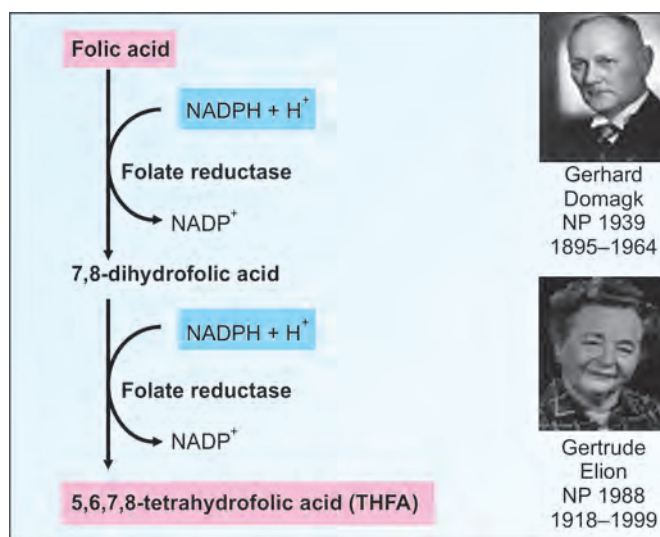 Folic acid
NADPH + H⁺
Folate reductase
NADP⁺
7,8-dihydrofolic acid
NADPH + H⁺
Folate reductase
NADP⁺
5,6,7,8-tetrahydrofolic acid (THFA)
Gerhard
Domagk
NP 1939
1895–1964
Gertrude
Elion
NP 1988
1918–1999